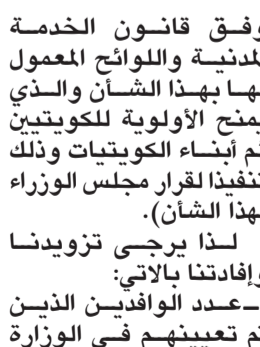 وفق قانون الخدمة
المدنية واللوائح المعمول
بها بهذا الشأن والذي
يمنح الأولوية للكويتيين
ثم أبناء الكويتيات وذلك
تنفيذا لقرار مجلس الوزراء
بهذا الشأن).
لذا يرجى تزويدنا
وإفادتنا بالاتي:
ـ عدد الوافدين الذين
تم تعيينهم في الوزارة